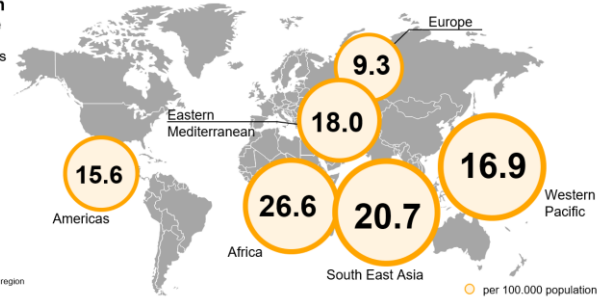 n
s
Europe
9.3
Eastern
Mediterranean
18.0
15.6
Americas
16.9
Western
Pacific
26.6
Africa
20.7
South East Asia
region
per 100.000 population